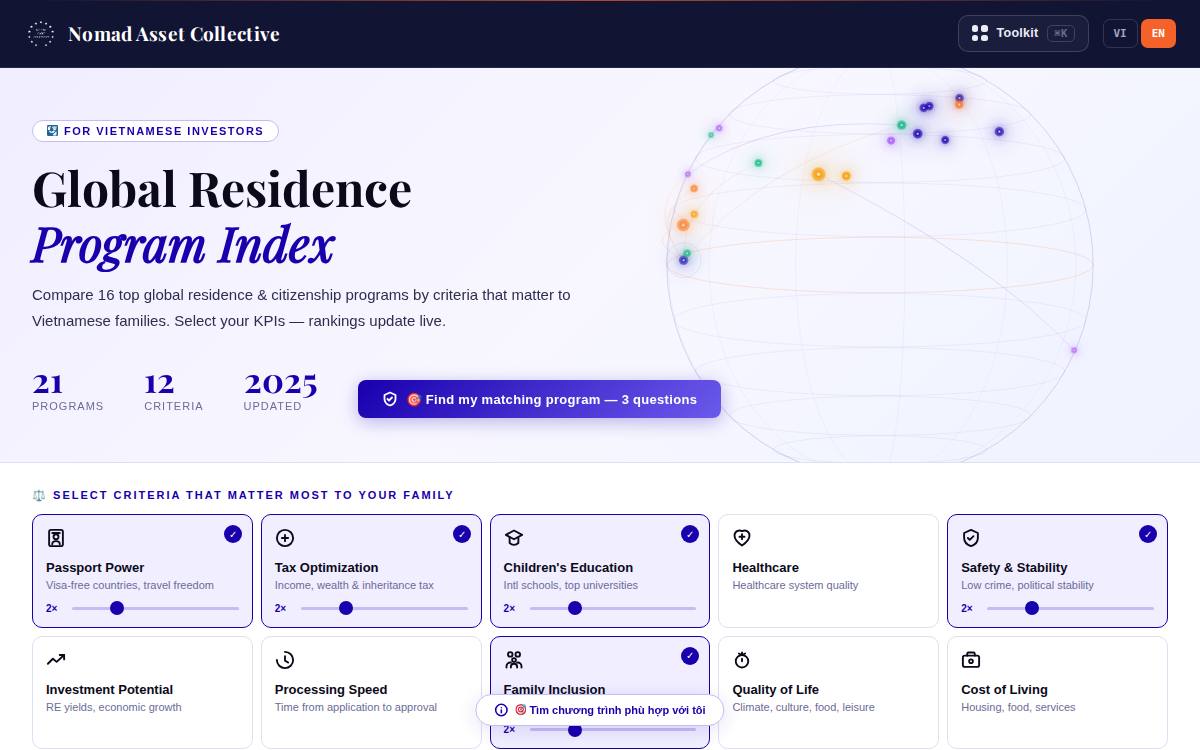 Nomad Asset Collective
Toolkit ⌘K
VI EN
FOR VIETNAMESE INVESTORS
Global Residence
Program Index
Compare 16 top global residence & citizenship programs by criteria that matter to
Vietnamese families. Select your KPIs — rankings update live.
21 12 2025
PROGRAMS CRITERIA UPDATED
🎯 Find my matching program — 3 questions
⚖️ SELECT CRITERIA THAT MATTER MOST TO YOUR FAMILY
Passport Power
Visa-free countries, travel freedom
2×
Tax Optimization
Income, wealth & inheritance tax
2×
Children's Education
Intl schools, top universities
2×
Healthcare
Healthcare system quality
Safety & Stability
Low crime, political stability
2×
Investment Potential
RE yields, economic growth
Processing Speed
Time from application to approval
Family Inclusion
2×
Quality of Life
Climate, culture, food, leisure
Cost of Living
Housing, food, services
🎯 Tìm chương trình phù hợp với tôi